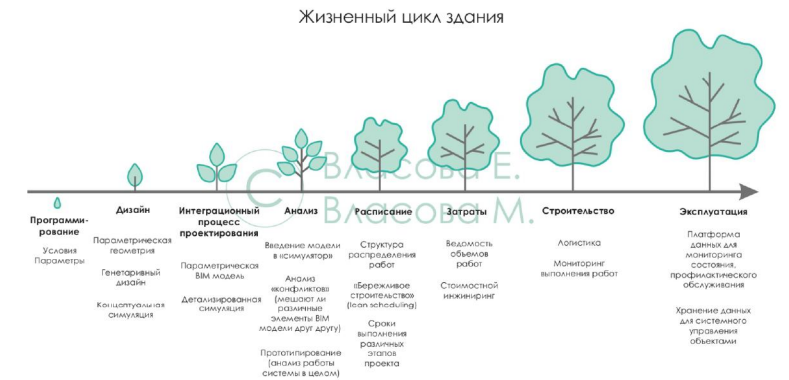 Жизненный цикл здания
© Власова Е.
Власова М.
Программи-
рование
Условия
Параметры
Дизайн
Параметрическая
геометрия
Генетаривный
дизайн
Концептуальная
симуляция
Интеграционный
процесс
проектирования
Параметрическая
BIM модель
Детализированная
симуляция
Анализ
Введение модели
в «симулятор»
Анализ
«конфликтов»
(мешают ли
различные
элементы BIM
модели друг другу)
Прототипирование
(анализ работы
системы в целом)
Расписание
Структура
распределения
работ
«Бережливое
строительство»
(lean scheduling)
Сроки
выполнения
различных
этапов
проекта
Затраты
Ведомость
объемов
работ
Стоимостной
инжиниринг
Строительство
Логистика
Мониторинг
выполнения работ
Эксплуатация
Платформа
данных для
мониторинга
состояния,
профилактического
обслуживания
Хранение данных
для системного
управления
объектами